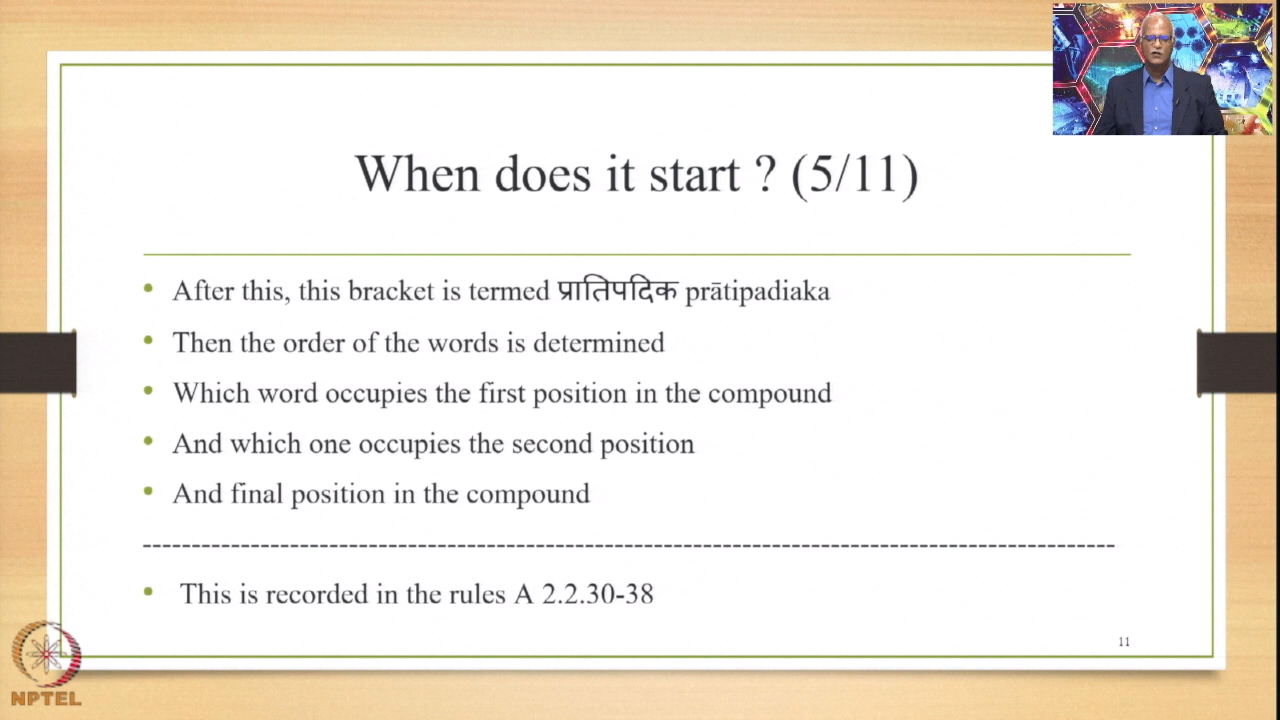 When does it start ? (5/11)
• After this, this bracket is termed प्रातिपदिक prātipadiaka
• Then the order of the words is determined
• Which word occupies the first position in the compound
• And which one occupies the second position
• And final position in the compound
----------------------------------------------------------------------------------------------------
• This is recorded in the rules A 2.2.30-38
11
NPTEL